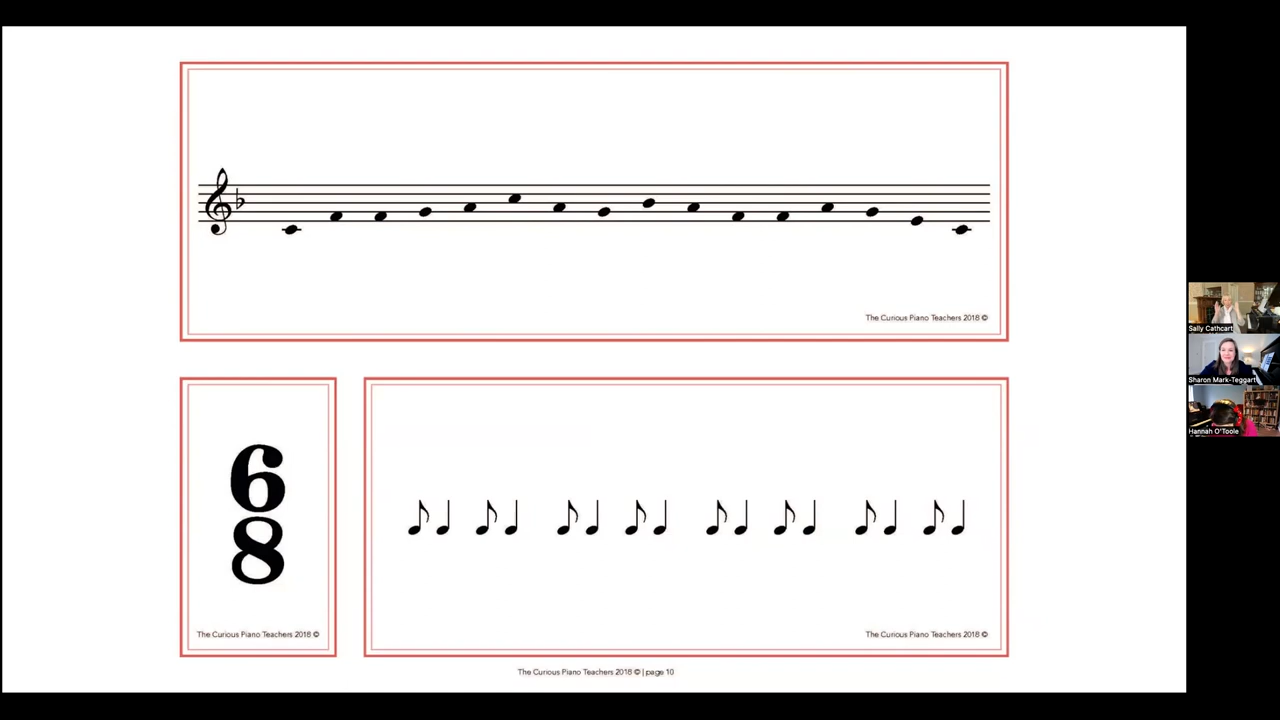 The Curious Piano Teachers 2018 ©
6
8
The Curious Piano Teachers 2018 ©
The Curious Piano Teachers 2018 ©
The Curious Piano Teachers 2018 © | page 10
Sally Cathcart
Sharon Mark-Teggart
Hannah O'Toole